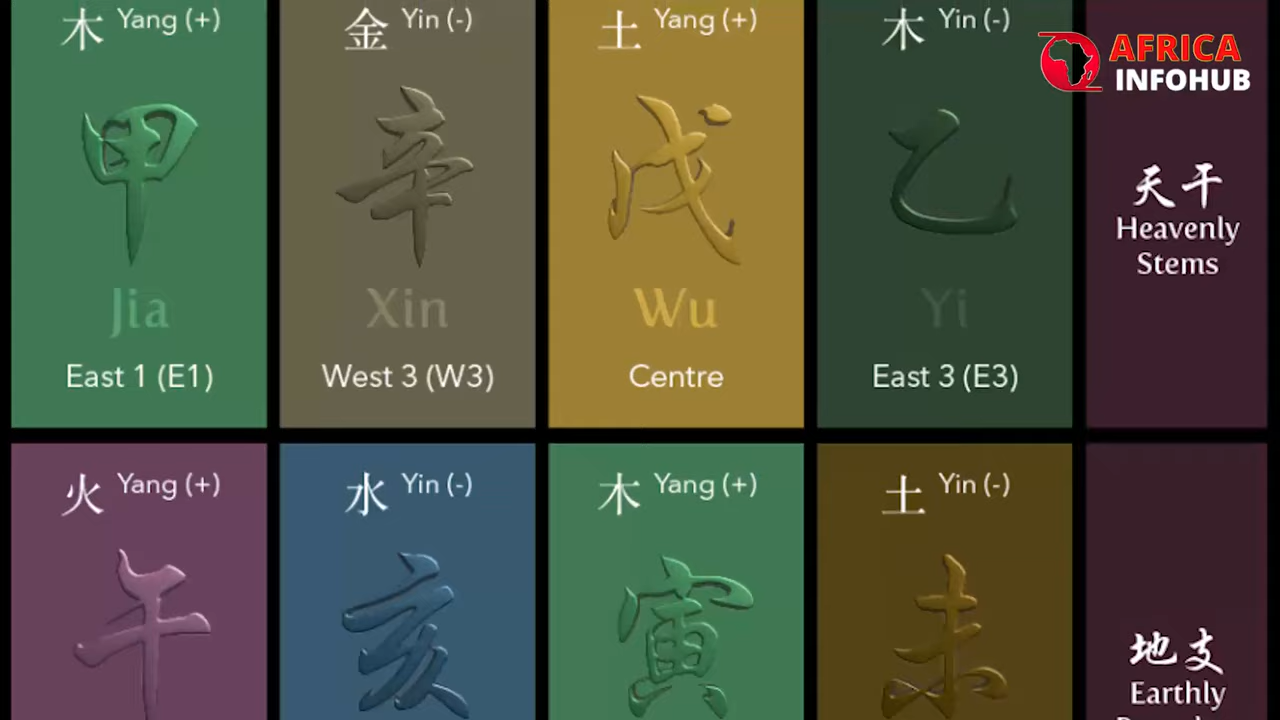 木 Yang (+)
金 Yin (-)
土 Yang (+)
木 Yin (-)
AFRICA
INFOHUB
甲
辛
戊
乙
天干
Heavenly
Stems
Jia
Xin
Wu
Yi
East 1 (E1)
West 3 (W3)
Centre
East 3 (E3)
火 Yang (+)
水 Yin (-)
木 Yang (+)
土 Yin (-)
午
亥
寅
未
地支
Earthly